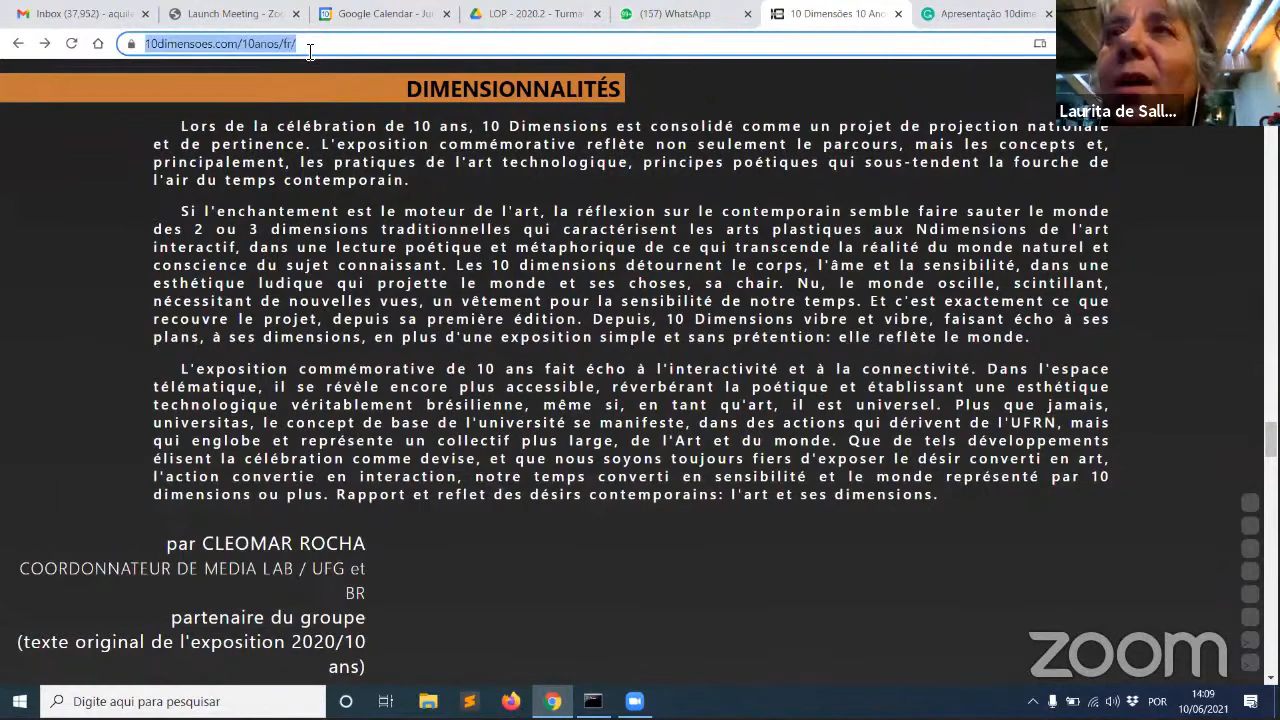 Inbox (37,952) - aquile
Launch Meeting - Zoo
Google Calendar - Ju
LOP - 2020.2 - Turma
(157) WhatsApp
10 Dimensões 10 Ano
Apresentação 10dime
10dimensoes.com/10anos/fr/
Laurita de Sall...
DIMENSIONNALITÉS
Lors de la célébration de 10 ans, 10 Dimensions est consolidé comme un projet de projection nationale
et de pertinence. L'exposition commémorative reflète non seulement le parcours, mais les concepts et,
principalement, les pratiques de l'art technologique, principes poétiques qui sous-tendent la fourche de
l'air du temps contemporain.
Si l'enchantement est le moteur de l'art, la réflexion sur le contemporain semble faire sauter le monde
des 2 ou 3 dimensions traditionnelles qui caractérisent les arts plastiques aux Ndimensions de l'art
interactif, dans une lecture poétique et métaphorique de ce qui transcende la réalité du monde naturel et
conscience du sujet connaissant. Les 10 dimensions détournent le corps, l'âme et la sensibilité, dans une
esthétique ludique qui projette le monde et ses choses, sa chair. Nu, le monde oscille, scintillant,
nécessitant de nouvelles vues, un vêtement pour la sensibilité de notre temps. Et c'est exactement ce que
recouvre le projet, depuis sa première édition. Depuis, 10 Dimensions vibre et vibre, faisant écho à ses
plans, à ses dimensions, en plus d'une exposition simple et sans prétention: elle reflète le monde.
L'exposition commémorative de 10 ans fait écho à l'interactivité et à la connectivité. Dans l'espace
télématique, il se révèle encore plus accessible, réverbérant la poétique et établissant une esthétique
technologique véritablement brésilienne, même si, en tant qu'art, il est universel. Plus que jamais,
universitas, le concept de base de l'université se manifeste, dans des actions qui dérivent de l'UFRN, mais
qui englobe et représente un collectif plus large, de l'Art et du monde. Que de tels développements
élisent la célébration comme devise, et que nous soyons toujours fiers d'exposer le désir converti en art,
l'action convertie en interaction, notre temps converti en sensibilité et le monde représenté par 10
dimensions ou plus. Rapport et reflet des désirs contemporains: l'art et ses dimensions.
par CLEOMAR ROCHA
COORDONNATEUR DE MEDIA LAB / UFG et
BR
partenaire du groupe
(texte original de l'exposition 2020/10
ans)
zoom
Digite aqui para pesquisar
POR
14:09
10/06/2021